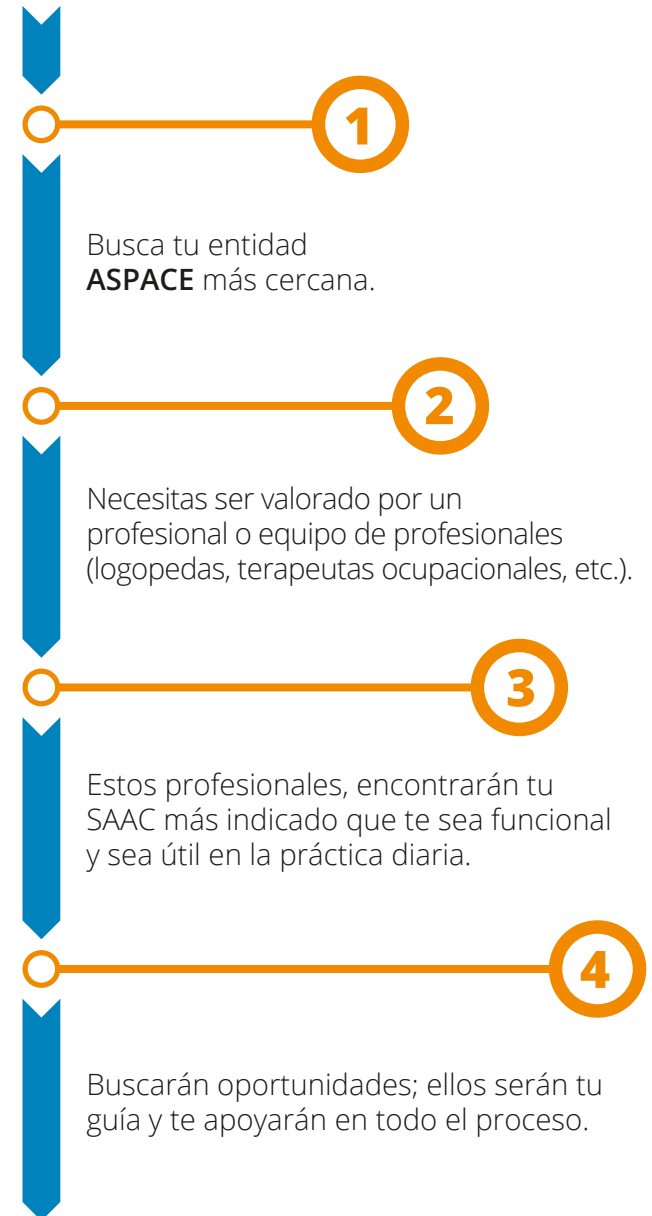 1
Busca tu entidad
ASPACE más cercana.
2
Necesitas ser valorado por un
profesional o equipo de profesionales
(logopedas, terapeutas ocupacionales, etc.).
3
Estos profesionales, encontrarán tu
SAAC más indicado que te sea funcional
y sea útil en la práctica diaria.
4
Buscarán oportunidades; ellos serán tu
guía y te apoyarán en todo el proceso.